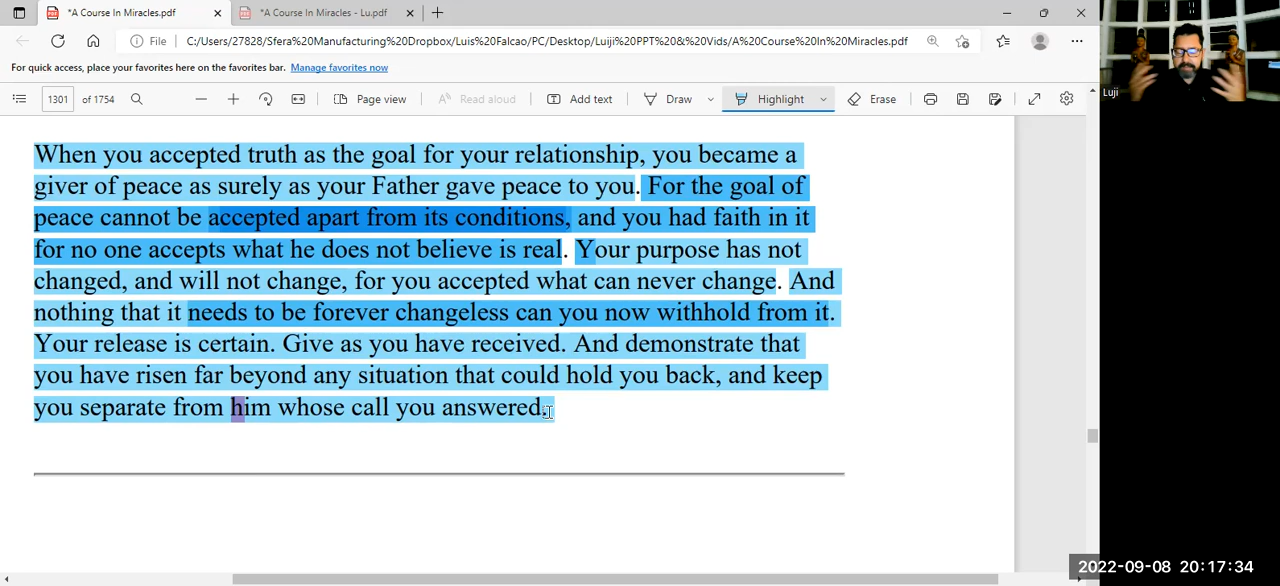 *A Course In Miracles.pdf
*A Course In Miracles - Lu.pdf
File
C:/Users/27828/Sfera%20Manufacturing%20Dropbox/Luis%20Falcao/PC/Desktop/Luiji%20PPT%20&%20Vids/A%20Course%20In%20Miracles.pdf
For quick access, place your favorites here on the favorites bar. Manage favorites now
1301 of 1754
Page view
Read aloud
Add text
Draw
Highlight
Erase
Luji
When you accepted truth as the goal for your relationship, you became a
giver of peace as surely as your Father gave peace to you. For the goal of
peace cannot be accepted apart from its conditions, and you had faith in it
for no one accepts what he does not believe is real. Your purpose has not
changed, and will not change, for you accepted what can never change. And
nothing that it needs to be forever changeless can you now withhold from it.
Your release is certain. Give as you have received. And demonstrate that
you have risen far beyond any situation that could hold you back, and keep
you separate from him whose call you answered.
2022-09-08 20:17:34